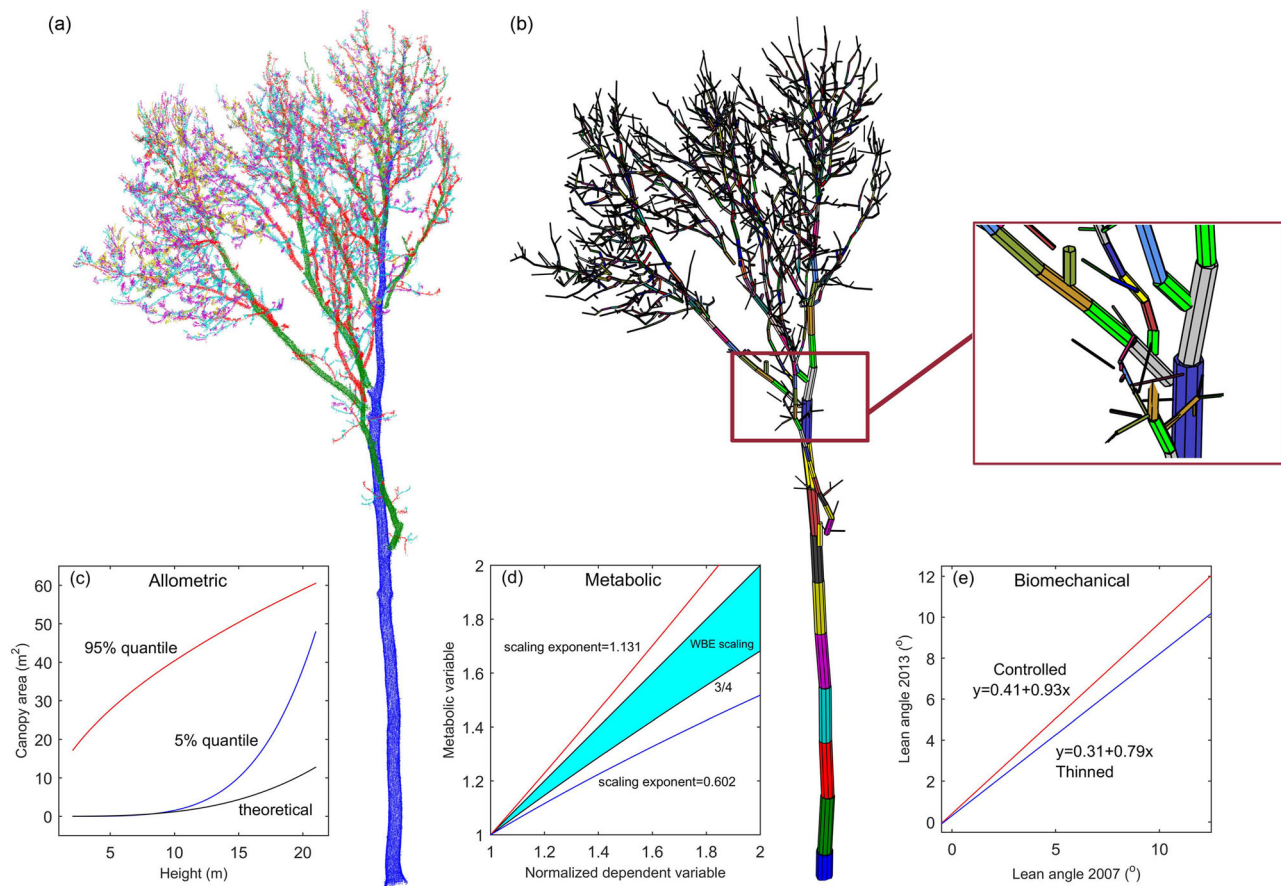 (a)
(b)
(c)
Allometric
60
50
40
30
20
10
0
Canopy area (m²)
95% quantile
5% quantile
theoretical
5
10
15
20
Height (m)
(d)
Metabolic
2
1.8
1.6
1.4
1.2
1
Metabolic variable
scaling exponent=1.131
WBE scaling
3/4
scaling exponent=0.602
1
1.2
1.4
1.6
1.8
2
Normalized dependent variable
(e)
Biomechanical
12
10
8
6
4
2
0
Lean angle 2013 (°)
Controlled
y=0.41+0.93x
y=0.31+0.79x
Thinned
0
5
10
Lean angle 2007 (°)